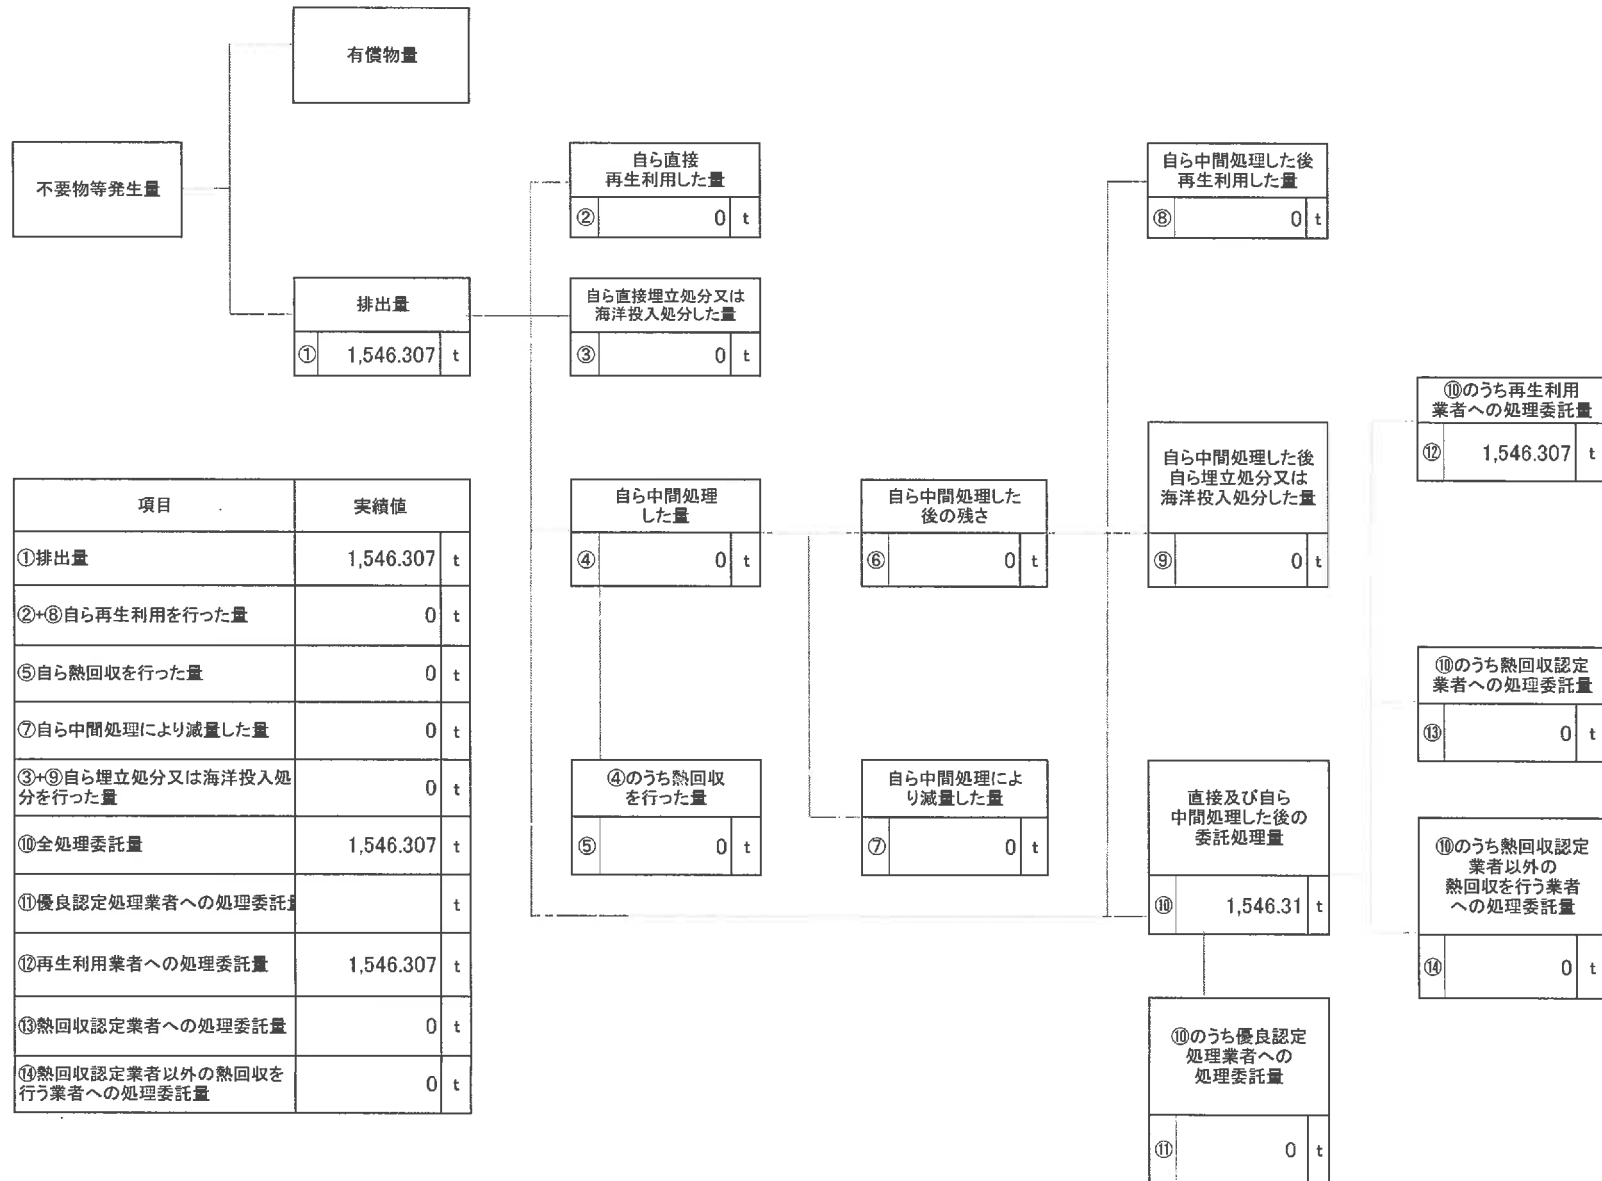 有償物量
不要物等発生量
排出量
① 1,546.307 t
自ら直接
再生利用した量
② 0 t
自ら直接埋立処分又は
海洋投入処分した量
③ 0 t
自ら中間処理
した量
④ 0 t
④のうち熱回収
を行った量
⑤ 0 t
自ら中間処理した
後の残さ
⑥ 0 t
自ら中間処理によ
り減量した量
⑦ 0 t
自ら中間処理した後
再生利用した量
⑧ 0 t
自ら中間処理した後
自ら埋立処分又は
海洋投入処分した量
⑨ 0 t
直接及び自ら
中間処理した後の
委託処理量
⑩ 1,546.31 t
⑩のうち優良認定
処理業者への
処理委託量
⑪ 0 t
⑩のうち再生利用
業者への処理委託量
⑫ 1,546.307 t
⑩のうち熱回収認定
業者への処理委託量
⑬ 0 t
⑩のうち熱回収認定
業者以外の
熱回収を行う業者
への処理委託量
⑭ 0 t
項目 実績値
①排出量 1,546.307 t
②+⑧自ら再生利用を行った量 0 t
⑤自ら熱回収を行った量 0 t
⑦自ら中間処理により減量した量 0 t
③+⑨自ら埋立処分又は海洋投入処
分を行った量 0 t
⑩全処理委託量 1,546.307 t
⑪優良認定処理業者への処理委託 t
⑫再生利用業者への処理委託量 1,546.307 t
⑬熱回収認定業者への処理委託量 0 t
⑭熱回収認定業者以外の熱回収を
行う業者への処理委託量 0 t